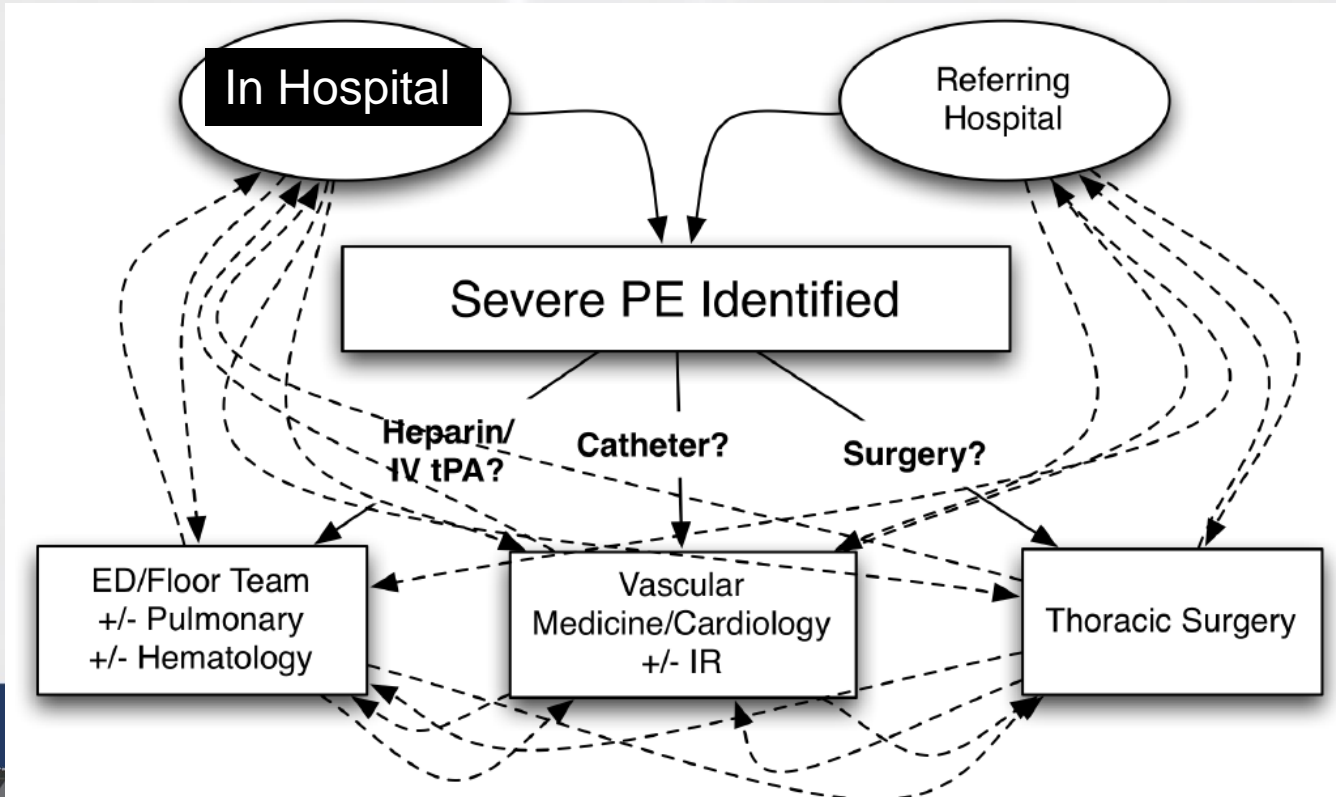 In Hospital
Referring
Hospital
Severe PE Identified
Heparin/
IV tPA?
Catheter?
Surgery?
ED/Floor Team
+/- Pulmonary
+/- Hematology
Vascular
Medicine/Cardiology
+/- IR
Thoracic Surgery